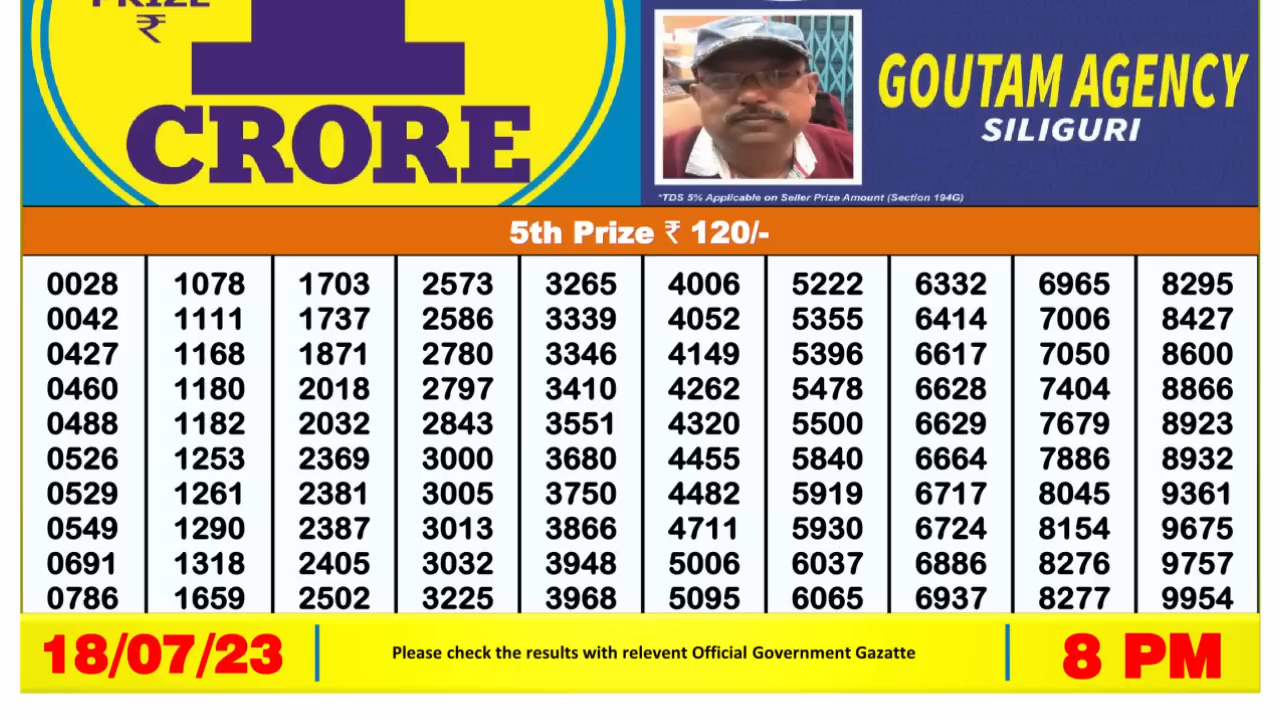 PRIZE
₹ 1
CRORE
GOUTAM AGENCY
SILIGURI
*TDS 5% Applicable on Seller Prize Amount (Section 194G)
5th Prize ₹ 120/-
0028 1078 1703 2573 3265 4006 5222 6332 6965 8295
0042 1111 1737 2586 3339 4052 5355 6414 7006 8427
0427 1168 1871 2780 3346 4149 5396 6617 7050 8600
0460 1180 2018 2797 3410 4262 5478 6628 7404 8866
0488 1182 2032 2843 3551 4320 5500 6629 7679 8923
0526 1253 2369 3000 3680 4455 5840 6664 7886 8932
0529 1261 2381 3005 3750 4482 5919 6717 8045 9361
0549 1290 2387 3013 3866 4711 5930 6724 8154 9675
0691 1318 2405 3032 3948 5006 6037 6886 8276 9757
0786 1659 2502 3225 3968 5095 6065 6937 8277 9954
18/07/23 Please check the results with relevent Official Government Gazatte 8 PM